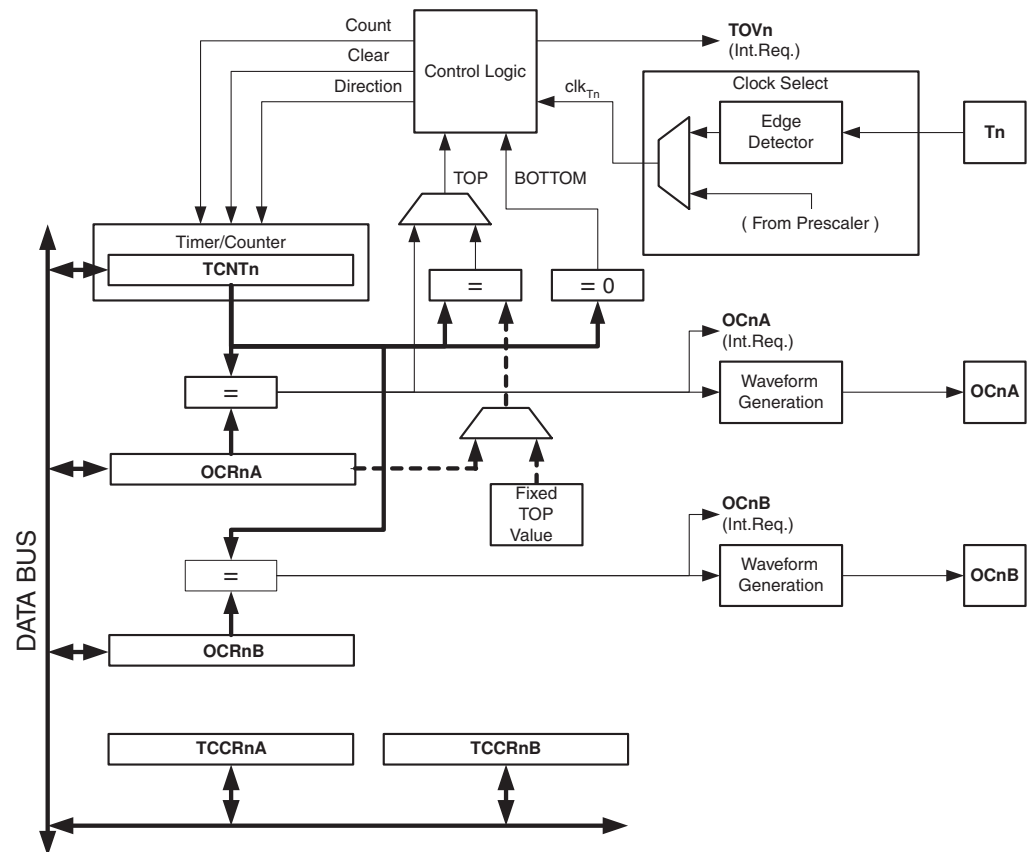 Count
Clear
Direction
Control Logic
TOVn
(Int.Req.)
clkTn
Clock Select
Edge
Detector
Tn
( From Prescaler )
TOP
BOTTOM
Timer/Counter
TCNTn
=
= 0
OCnA
(Int.Req.)
=
Waveform
Generation
OCnA
OCRnA
Fixed
TOP
Value
OCnB
(Int.Req.)
=
Waveform
Generation
OCnB
OCRnB
DATA BUS
TCCRnA
TCCRnB